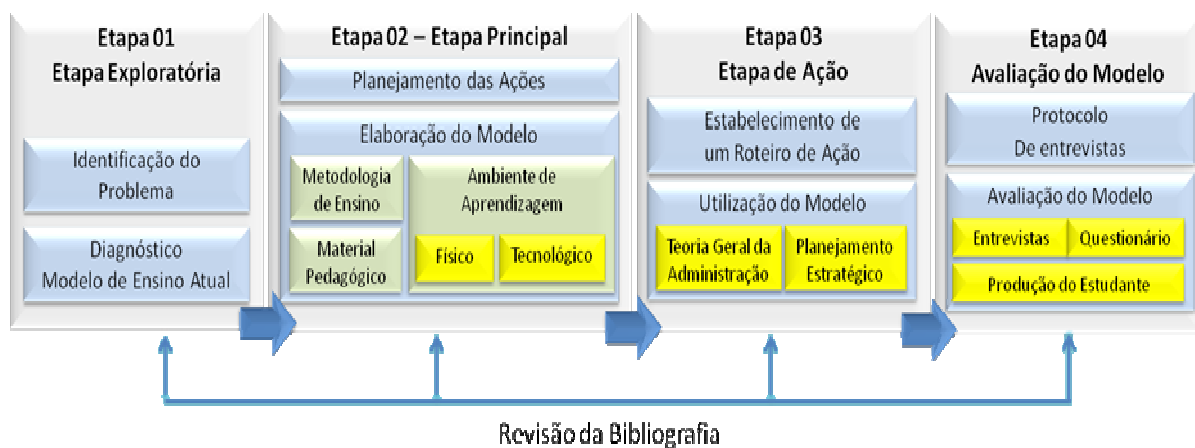 Etapa 01
Etapa Exploratória
Identificação do
Problema
Diagnóstico
Modelo de Ensino Atual
Etapa 02 – Etapa Principal
Planejamento das Ações
Elaboração do Modelo
Metodologia
de Ensino
Material
Pedagógico
Ambiente de
Aprendizagem
Físico
Tecnológico
Etapa 03
Etapa de Ação
Estabelecimento de
um Roteiro de Ação
Utilização do Modelo
Teoria Geral da
Administração
Planejamento
Estratégico
Etapa 04
Avaliação do Modelo
Protocolo
De entrevistas
Avaliação do Modelo
Entrevistas
Questionário
Produção do Estudante
Revisão da Bibliografia